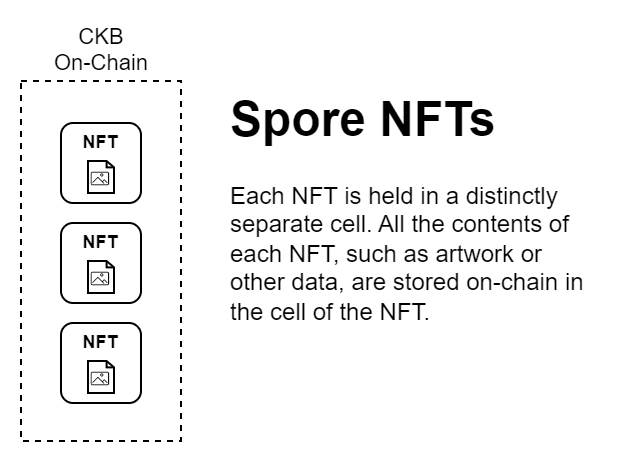 CKB
On-Chain
NFT
NFT
NFT
Spore NFTs
Each NFT is held in a distinctly
separate cell. All the contents of
each NFT, such as artwork or
other data, are stored on-chain in
the cell of the NFT.